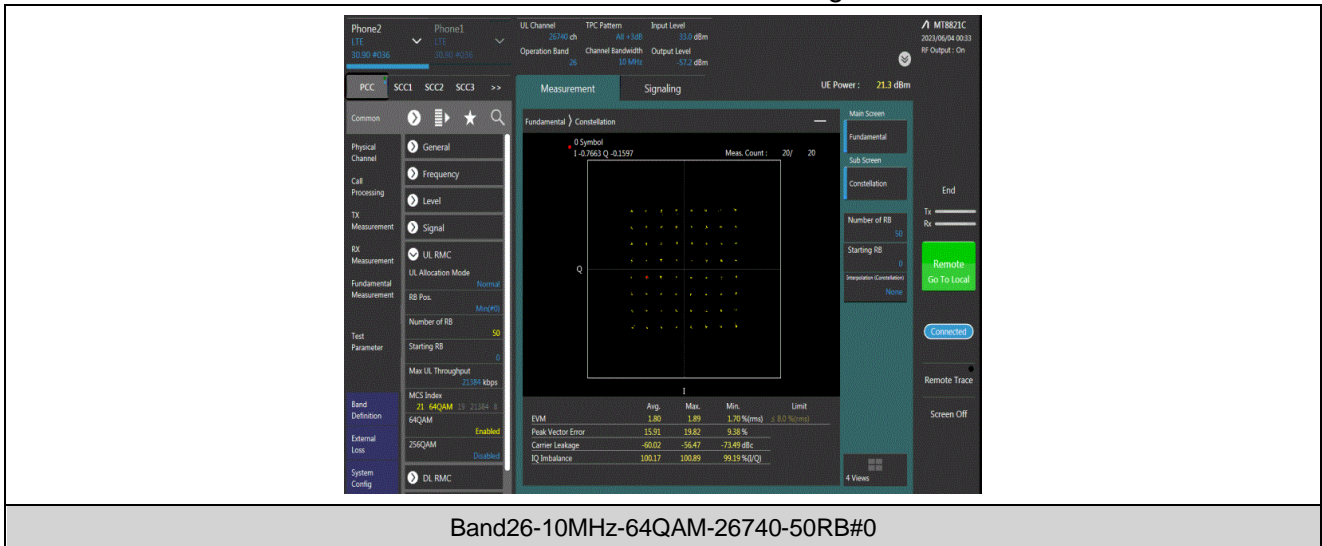 Phone2
LTE
30.90 #036
Phone1
LTE
30.90 #036
UL Channel
26740 ch
TPC Pattern
All +3dB
Input Level
33.0 dBm
Operation Band
26
Channel Bandwidth
10 MHz
Output Level
-57.2 dBm
MT8821C
2023/06/04 00:33
RF Output : On
PCC SCC1 SCC2 SCC3 >>
Measurement
Signaling
UE Power : 21.3 dBm
Common
Physical
Channel
Call
Processing
TX
Measurement
RX
Measurement
Fundamental
Measurement
Test
Parameter
Band
Definition
External
Loss
System
Config
General
Frequency
Level
Signal
UL RMC
UL Allocation Mode
Normal
RB Pos.
Min(#0)
Number of RB
50
Starting RB
0
Max UL Throughput
21384 kbps
MCS Index
21 64QAM 19 21384 8
64QAM
Enabled
256QAM
Disabled
DL RMC
Fundamental Constellation
0 Symbol
I -0.7663 Q -0.1597
Meas. Count : 20/ 20
Q
I
Avg. Max. Min. Limit
EVM 1.80 1.89 1.70 %(rms) ≤ 8.0 %(rms)
Peak Vector Error 15.91 19.82 9.38 %
Carrier Leakage -60.02 -56.47 -73.49 dBc
IQ Imbalance 100.17 100.89 99.19 %(I/Q)
Main Screen
Fundamental
Sub Screen
Constellation
Number of RB
50
Starting RB
0
Interpolation (Constellation)
None
4 Views
End
Tx
Rx
Remote
Go To Local
Connected
Remote Trace
Screen Off
Band26-10MHz-64QAM-26740-50RB#0